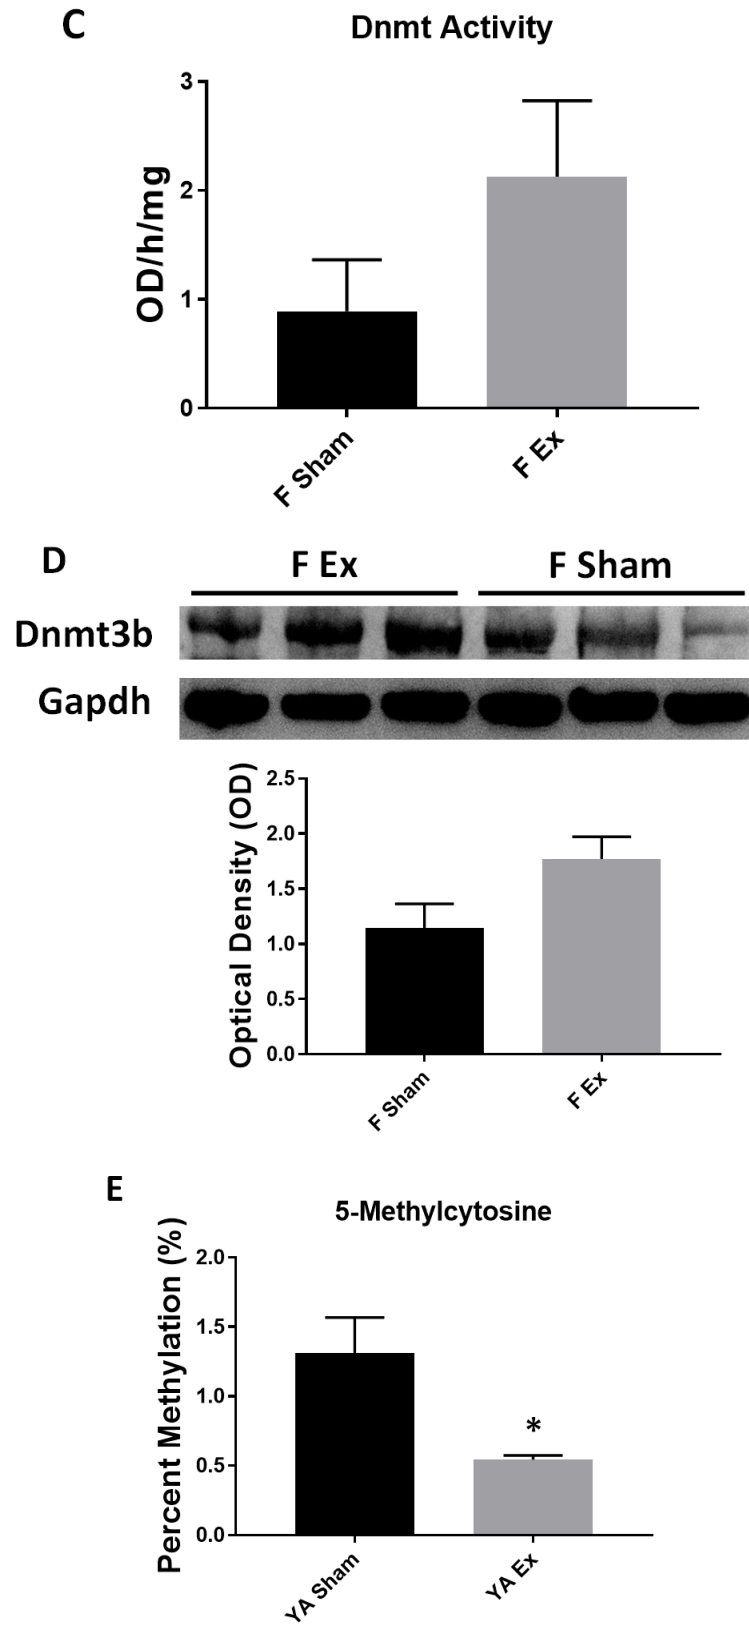 C
Dnmt Activity
OD/h/mg
3
2
1
0
F Sham
F Ex
D
F Ex
F Sham
Dnmt3b
Gapdh
Optical Density (OD)
2.5
2.0
1.5
1.0
0.5
0.0
F Sham
F Ex
E
5-Methylcytosine
Percent Methylation (%)
2.0
1.5
1.0
0.5
0.0
*
YA Sham
YA Ex